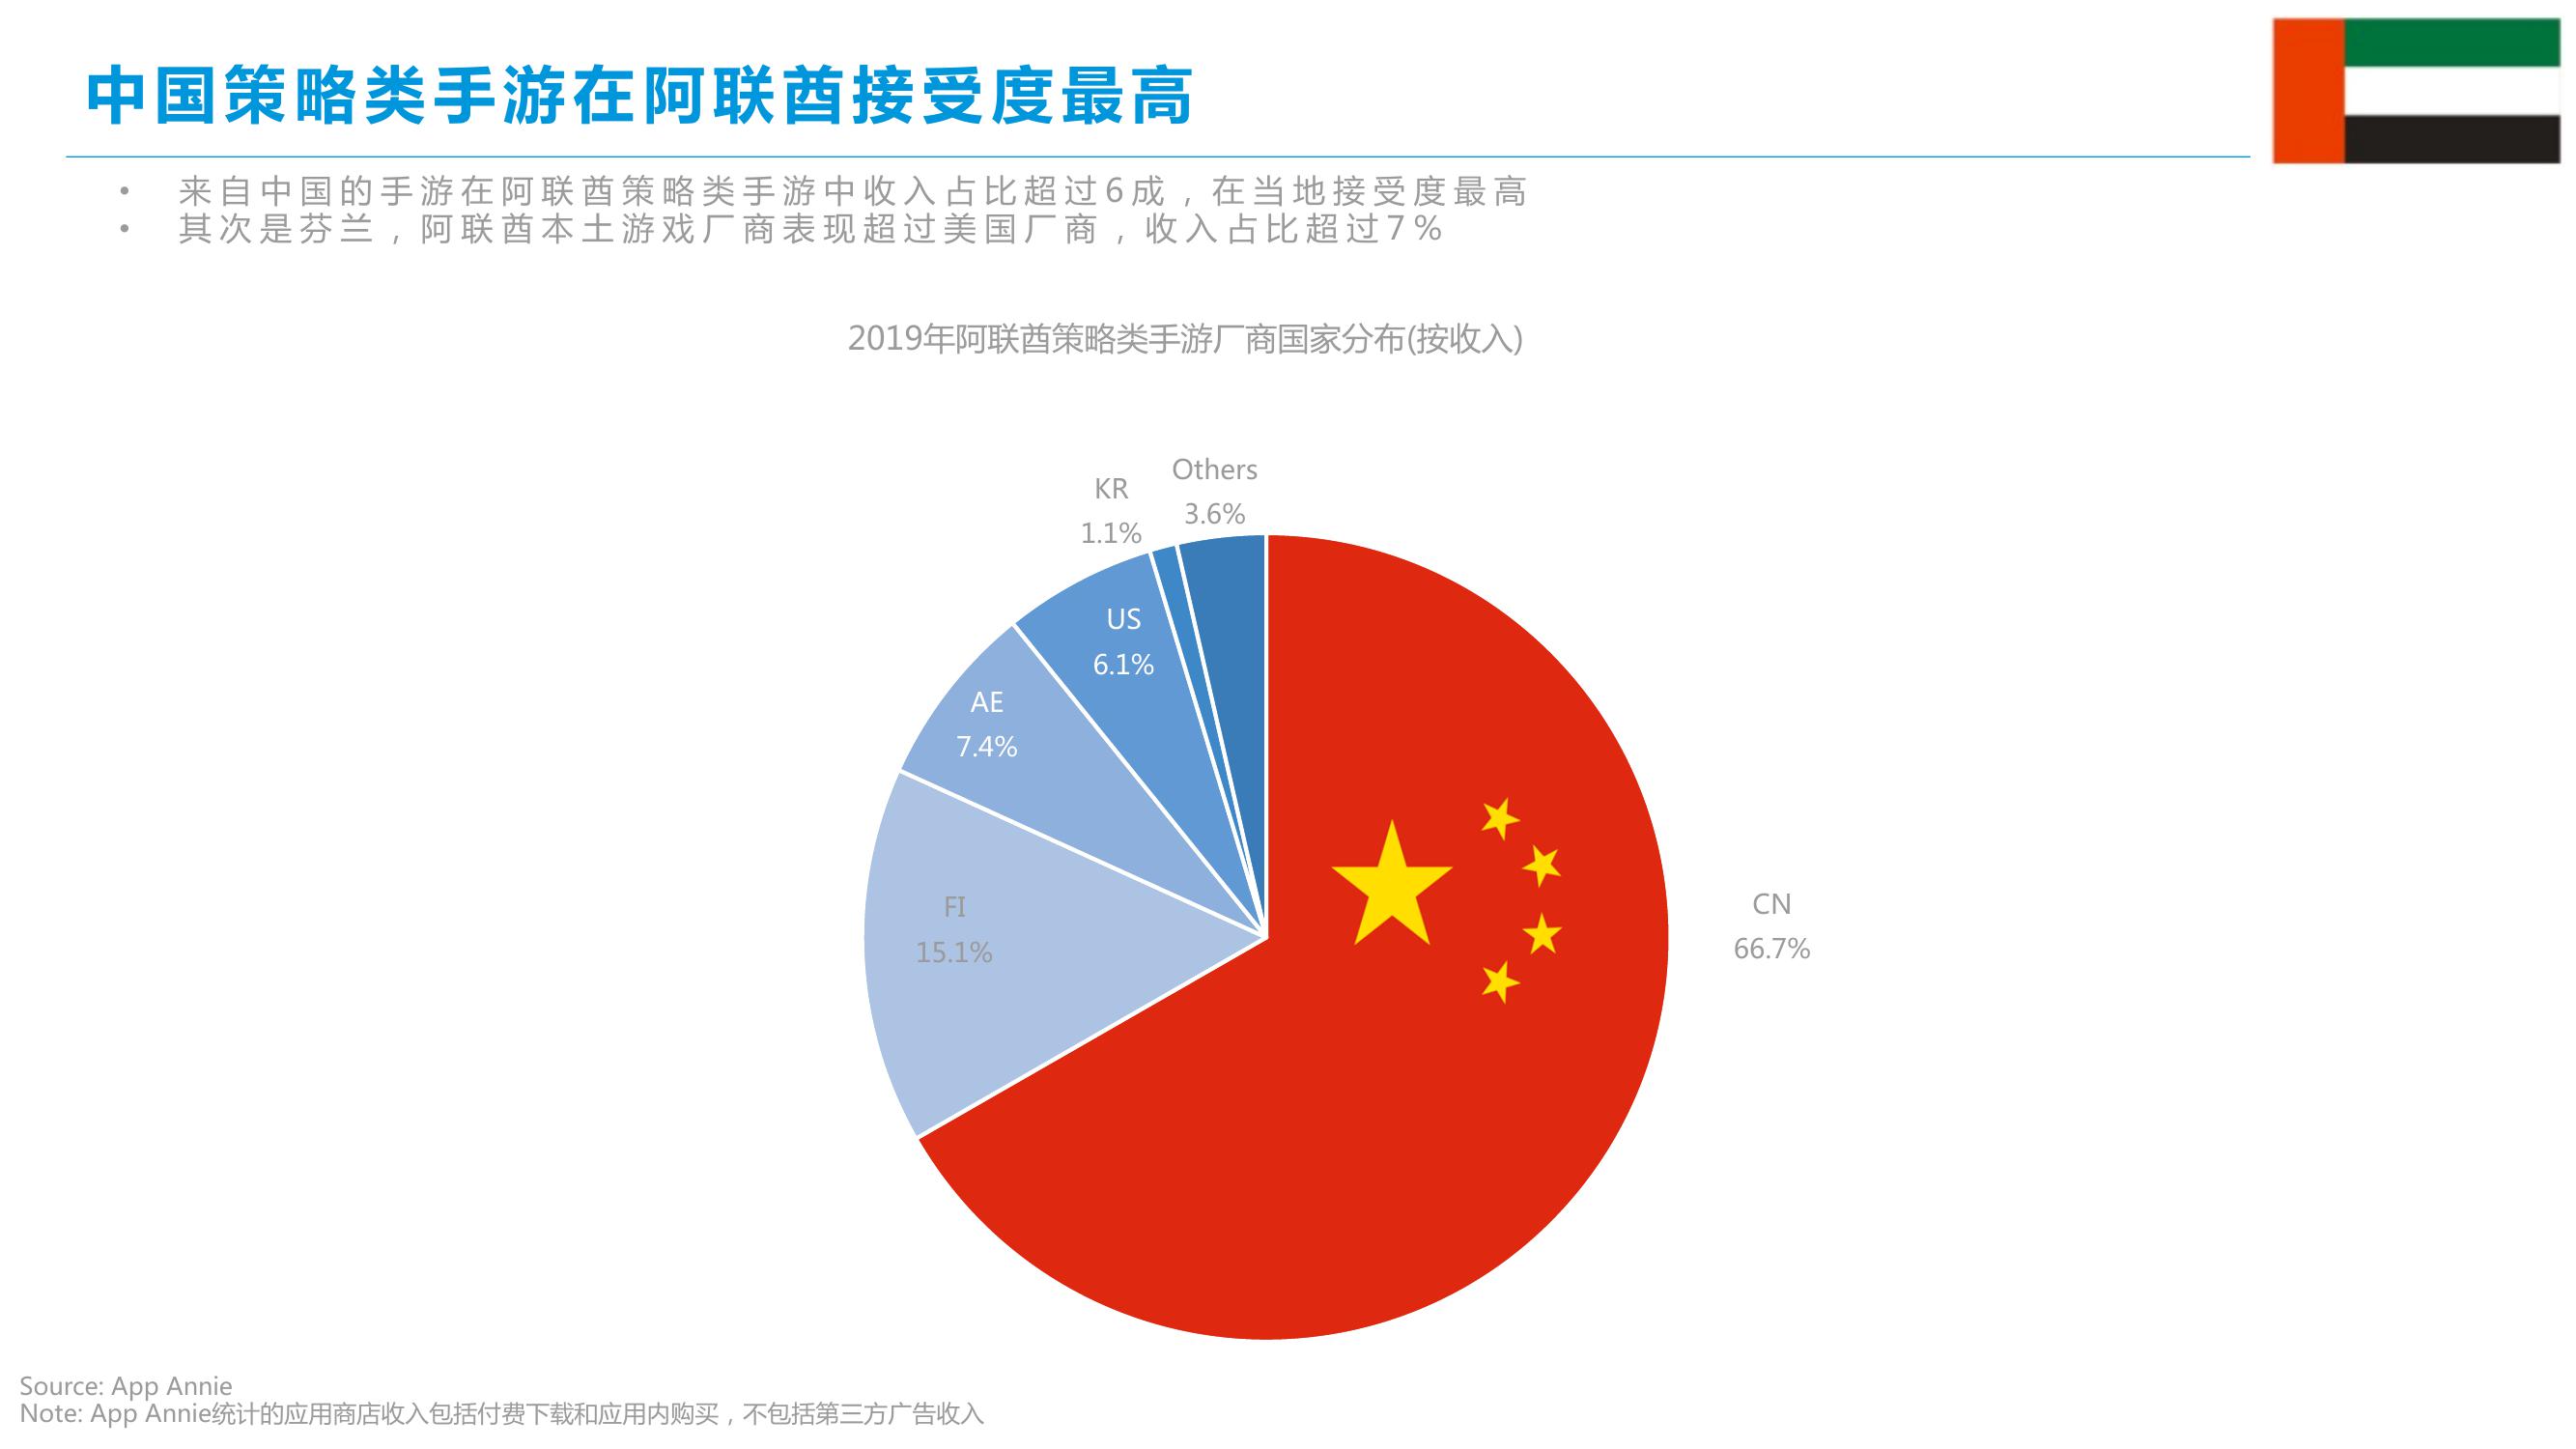 中国策略类手游在阿联酋接受度最高
• 来自中国的手游在阿联酋策略类手游中收入占比超过6成，在当地接受度最高
• 其次是芬兰，阿联酋本土游戏厂商表现超过美国厂商，收入占比超过7%
2019年阿联酋策略类手游厂商国家分布(按收入)
Others
3.6%
KR
1.1%
US
6.1%
AE
7.4%
FI
15.1%
CN
66.7%
Source: App Annie
Note: App Annie统计的应用商店收入包括付费下载和应用内购买，不包括第三方广告收入